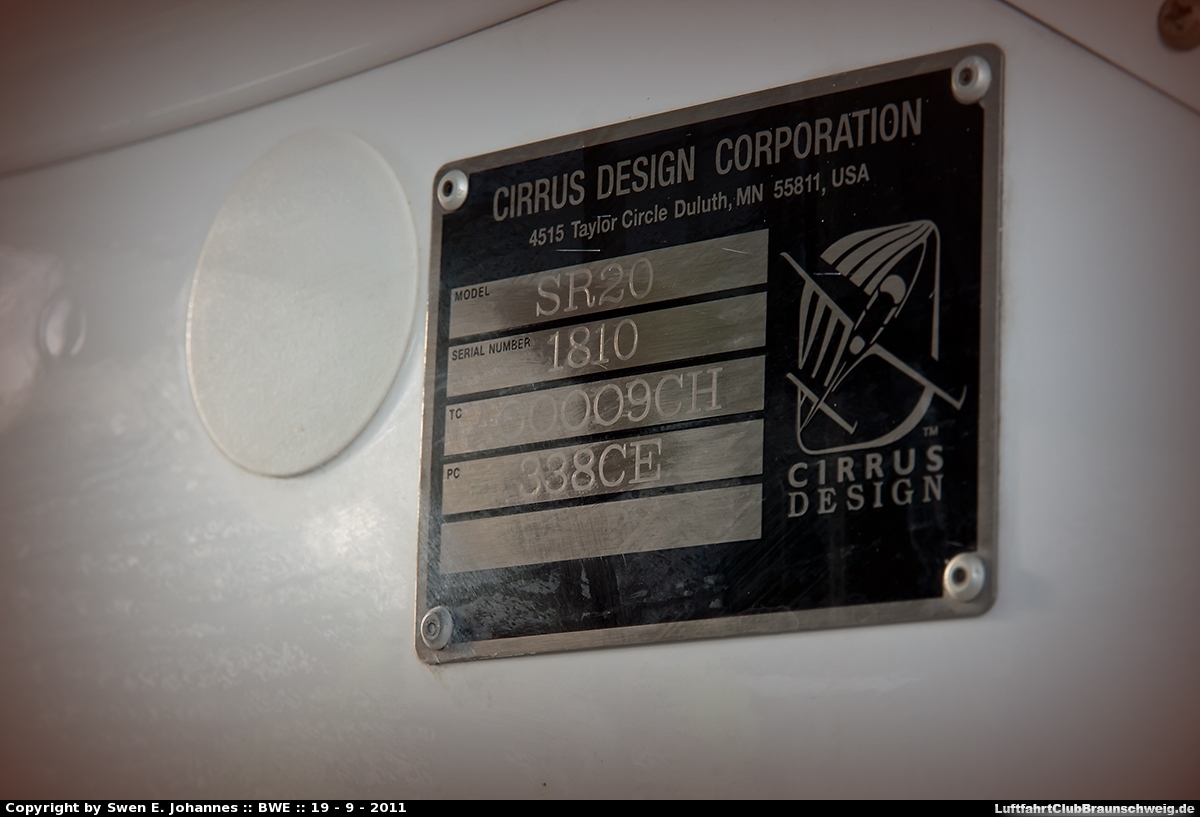 CIRRUS DESIGN CORPORATION
4515 Taylor Circle Duluth, MN 55811, USA
MODEL SR20
SERIAL NUMBER 1810
TC A00009CH
PC 338CE
™
CIRRUS
DESIGN
Copyright by Swen E. Johannes :: BWE :: 19 - 9 - 2011
LuftfahrtClubBraunschweig.de